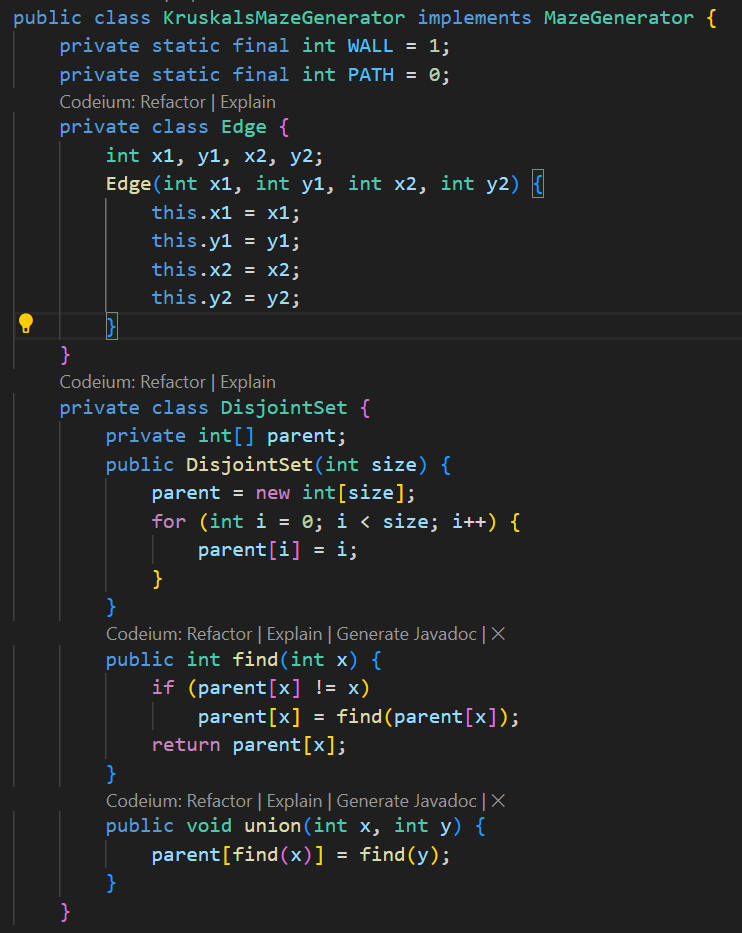 public class KruskalsMazeGenerator implements MazeGenerator {
    private static final int WALL = 1;
    private static final int PATH = 0;
    Codeium: Refactor | Explain
    private class Edge {
        int x1, y1, x2, y2;
        Edge(int x1, int y1, int x2, int y2) {
            this.x1 = x1;
            this.y1 = y1;
            this.x2 = x2;
            this.y2 = y2;
        }
    }
    Codeium: Refactor | Explain
    private class DisjointSet {
        private int[] parent;
        public DisjointSet(int size) {
            parent = new int[size];
            for (int i = 0; i < size; i++) {
                parent[i] = i;
            }
        }
        Codeium: Refactor | Explain | Generate Javadoc | ×
        public int find(int x) {
            if (parent[x] != x)
                parent[x] = find(parent[x]);
            return parent[x];
        }
        Codeium: Refactor | Explain | Generate Javadoc | ×
        public void union(int x, int y) {
            parent[find(x)] = find(y);
        }
    }